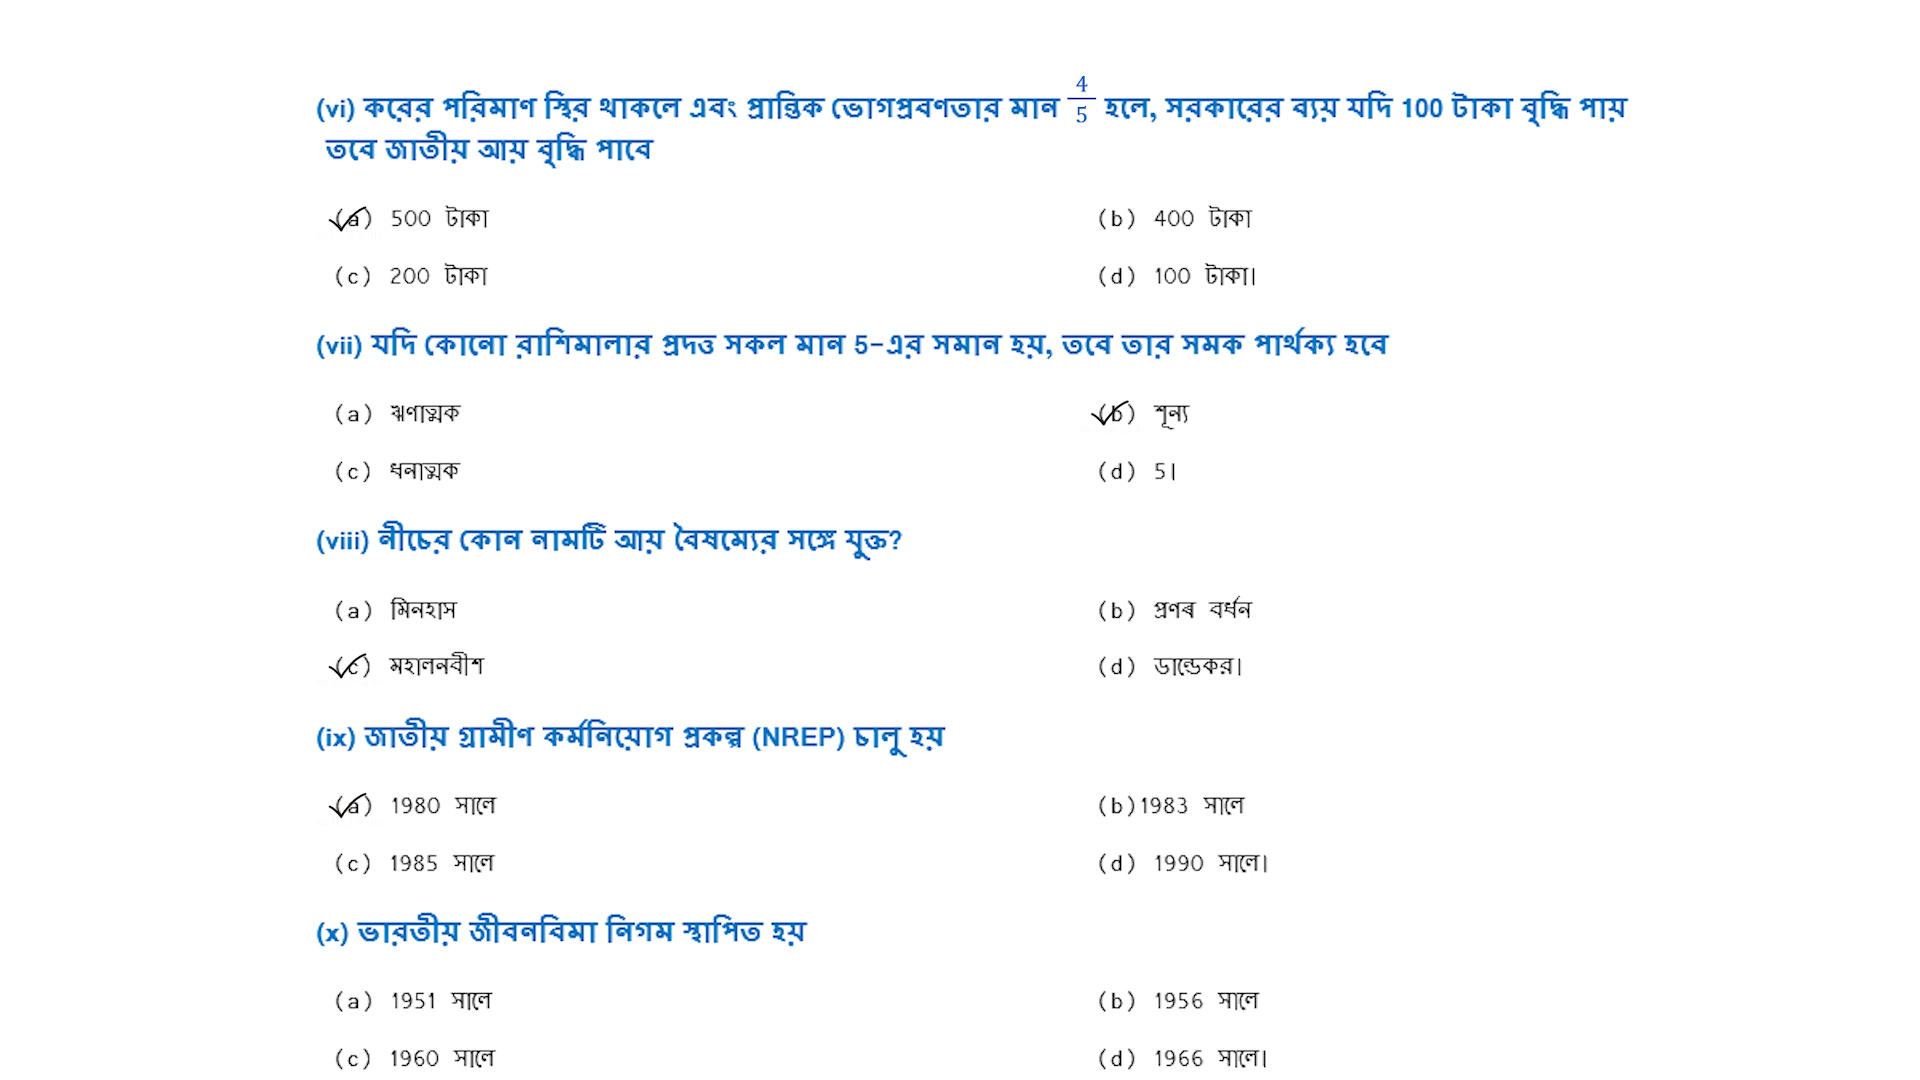 (vi) করের পরিমাণ স্থির থাকলে এবং প্রান্তিক ভোগপ্রবণতার মান 4/5 হলে, সরকারের ব্যয় যদি 100 টাকা বৃদ্ধি পায়
তবে জাতীয় আয় বৃদ্ধি পাবে
(a) 500 টাকা (b) 400 টাকা
(c) 200 টাকা (d) 100 টাকা।
(vii) যদি কোনো রাশিমালার প্রদত্ত সকল মান 5-এর সমান হয়, তবে তার সমক পার্থক্য হবে
(a) ঋণাত্মক (b) শূন্য
(c) ধনাত্মক (d) 5।
(viii) নীচের কোন নামটি আয় বৈষম্যের সঙ্গে যুক্ত?
(a) মিনহাস (b) প্রণৰ বর্ধন
(c) মহালনবীশ (d) ডান্ডেকর।
(ix) জাতীয় গ্রামীণ কর্মনিয়োগ প্রকল্প (NREP) চালু হয়
(a) 1980 সালে (b)1983 সালে
(c) 1985 সালে (d) 1990 সালে।
(x) ভারতীয় জীবনবিমা নিগম স্থাপিত হয়
(a) 1951 সালে (b) 1956 সালে
(c) 1960 সালে (d) 1966 সালে।